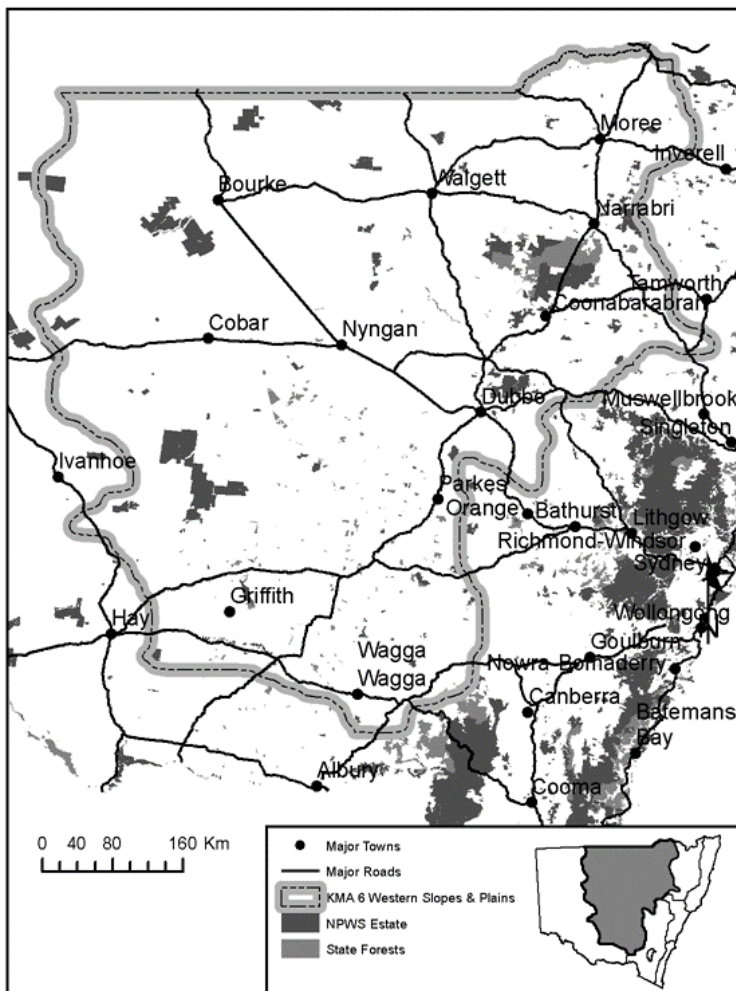 Moree
Inverell
Bourke
Walgett
Narrabri
Tamworth
Coonabarabran
Cobar
Nyngan
Dubbo
Muswellbrook
Singleton
Ivanhoe
Parkes
Orange
Bathurst
Lithgow
Richmond-Windsor
Sydney
Griffith
Wollongong
Hay
Goulburn
Wagga
Wagga
Nowra-Bomaderry
Canberra
Batemans
Bay
Albury
Cooma
0 40 80 160 Km
Major Towns
Major Roads
KMA 6 Western Slopes & Plains
NPWS Estate
State Forests